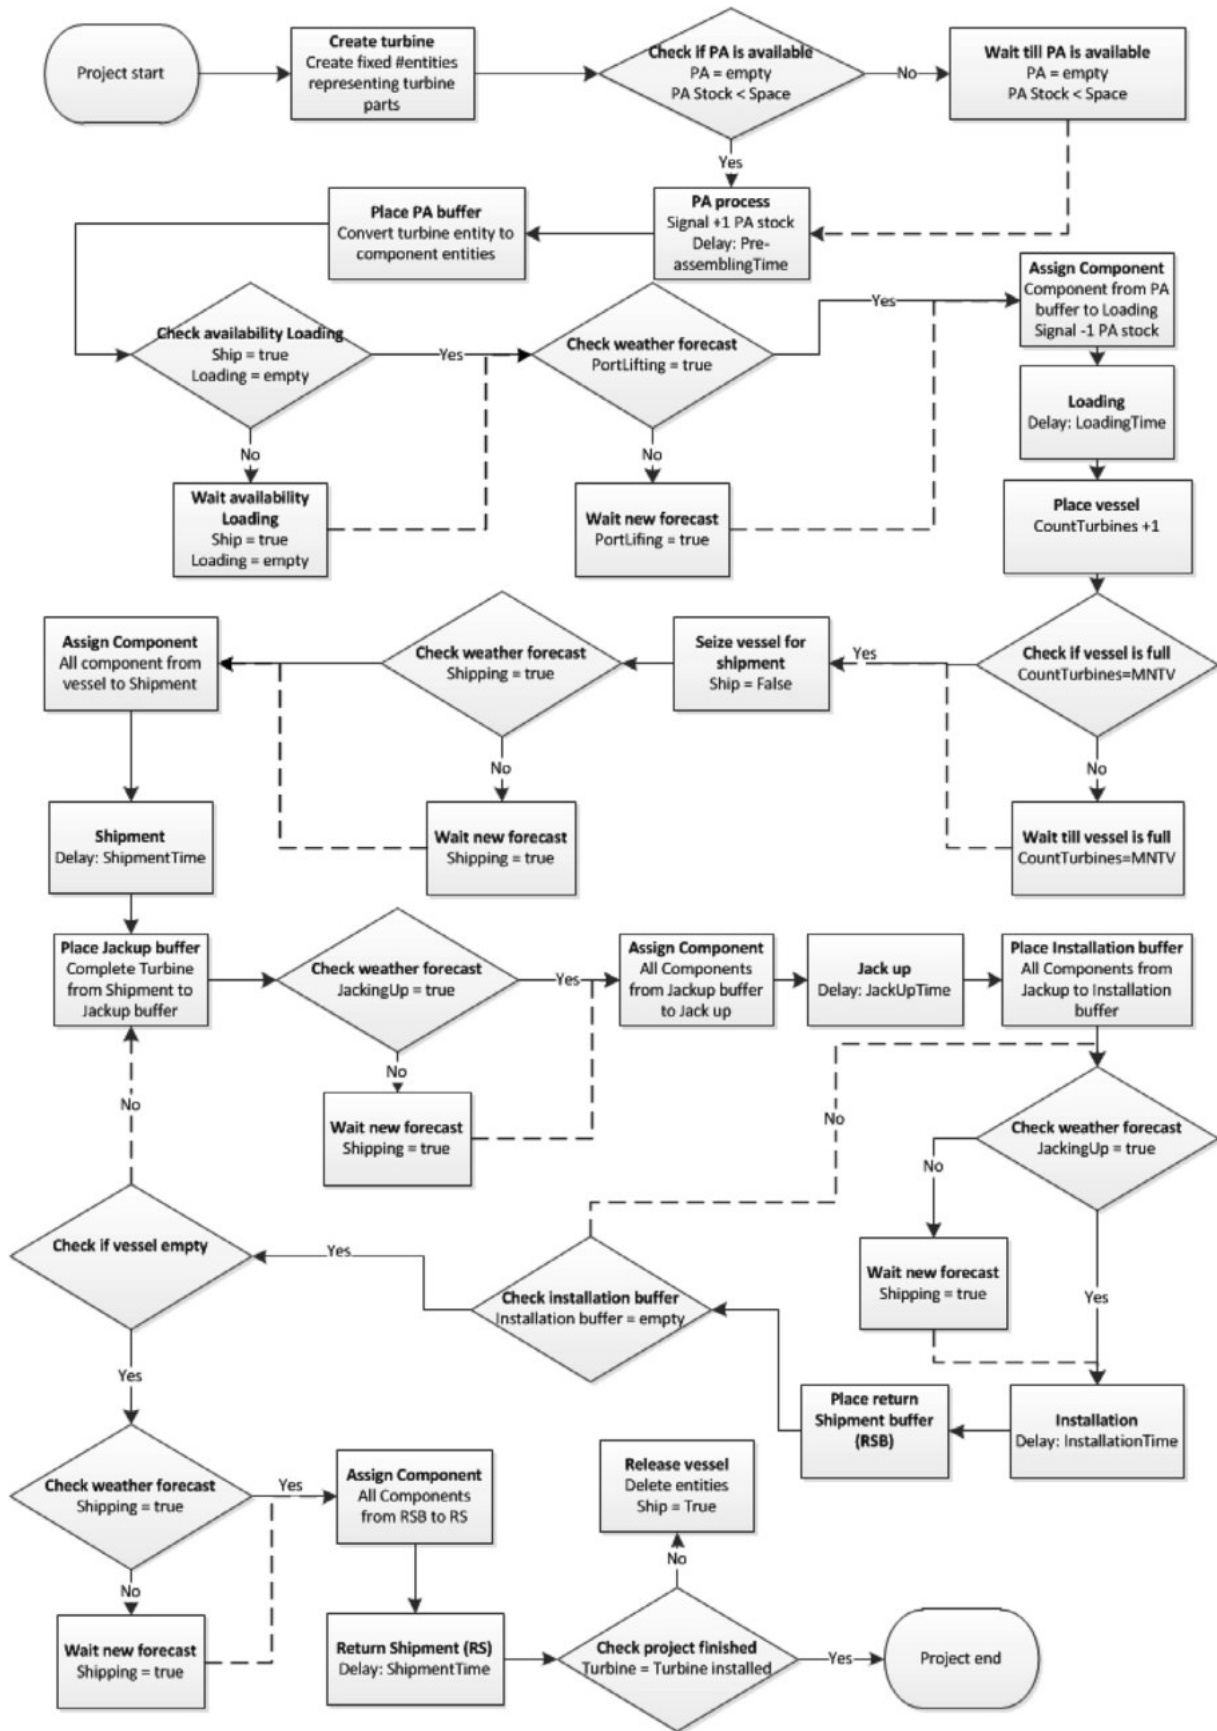 Project start
Create turbine
Create fixed #entities
representing turbine
parts
Check if PA is available
PA = empty
PA Stock < Space
No
Wait till PA is available
PA = empty
PA Stock < Space
Yes
Place PA buffer
Convert turbine entity to
component entities
PA process
Signal +1 PA stock
Delay: Pre-
assemblingTime
Assign Component
Component from PA
buffer to Loading
Signal -1 PA stock
Check availability Loading
Ship = true
Loading = empty
Yes
Check weather forecast
PortLifting = true
Yes
Loading
Delay: LoadingTime
No
No
Wait availability
Loading
Ship = true
Loading = empty
Wait new forecast
PortLifing = true
Place vessel
CountTurbines +1
Assign Component
All component from
vessel to Shipment
Check weather forecast
Shipping = true
Seize vessel for
shipment
Ship = False
Yes
Check if vessel is full
CountTurbines=MNTV
No
No
Shipment
Delay: ShipmentTime
Wait new forecast
Shipping = true
Wait till vessel is full
CountTurbines=MNTV
Place Jackup buffer
Complete Turbine
from Shipment to
Jackup buffer
Check weather forecast
JackingUp = true
Yes
Assign Component
All Components
from Jackup buffer
to Jack up
Jack up
Delay: JackUpTime
Place Installation buffer
All Components from
Jackup to Installation
buffer
No
No
No
Wait new forecast
Shipping = true
Check weather forecast
JackingUp = true
No
Check if vessel empty
Yes
Check installation buffer
Installation buffer = empty
Wait new forecast
Shipping = true
Yes
Yes
Place return
Shipment buffer
(RSB)
Installation
Delay: InstallationTime
Check weather forecast
Shipping = true
Yes
Assign Component
All Components
from RSB to RS
Release vessel
Delete entities
Ship = True
No
No
Wait new forecast
Shipping = true
Return Shipment (RS)
Delay: ShipmentTime
Check project finished
Turbine = Turbine installed
Yes
Project end